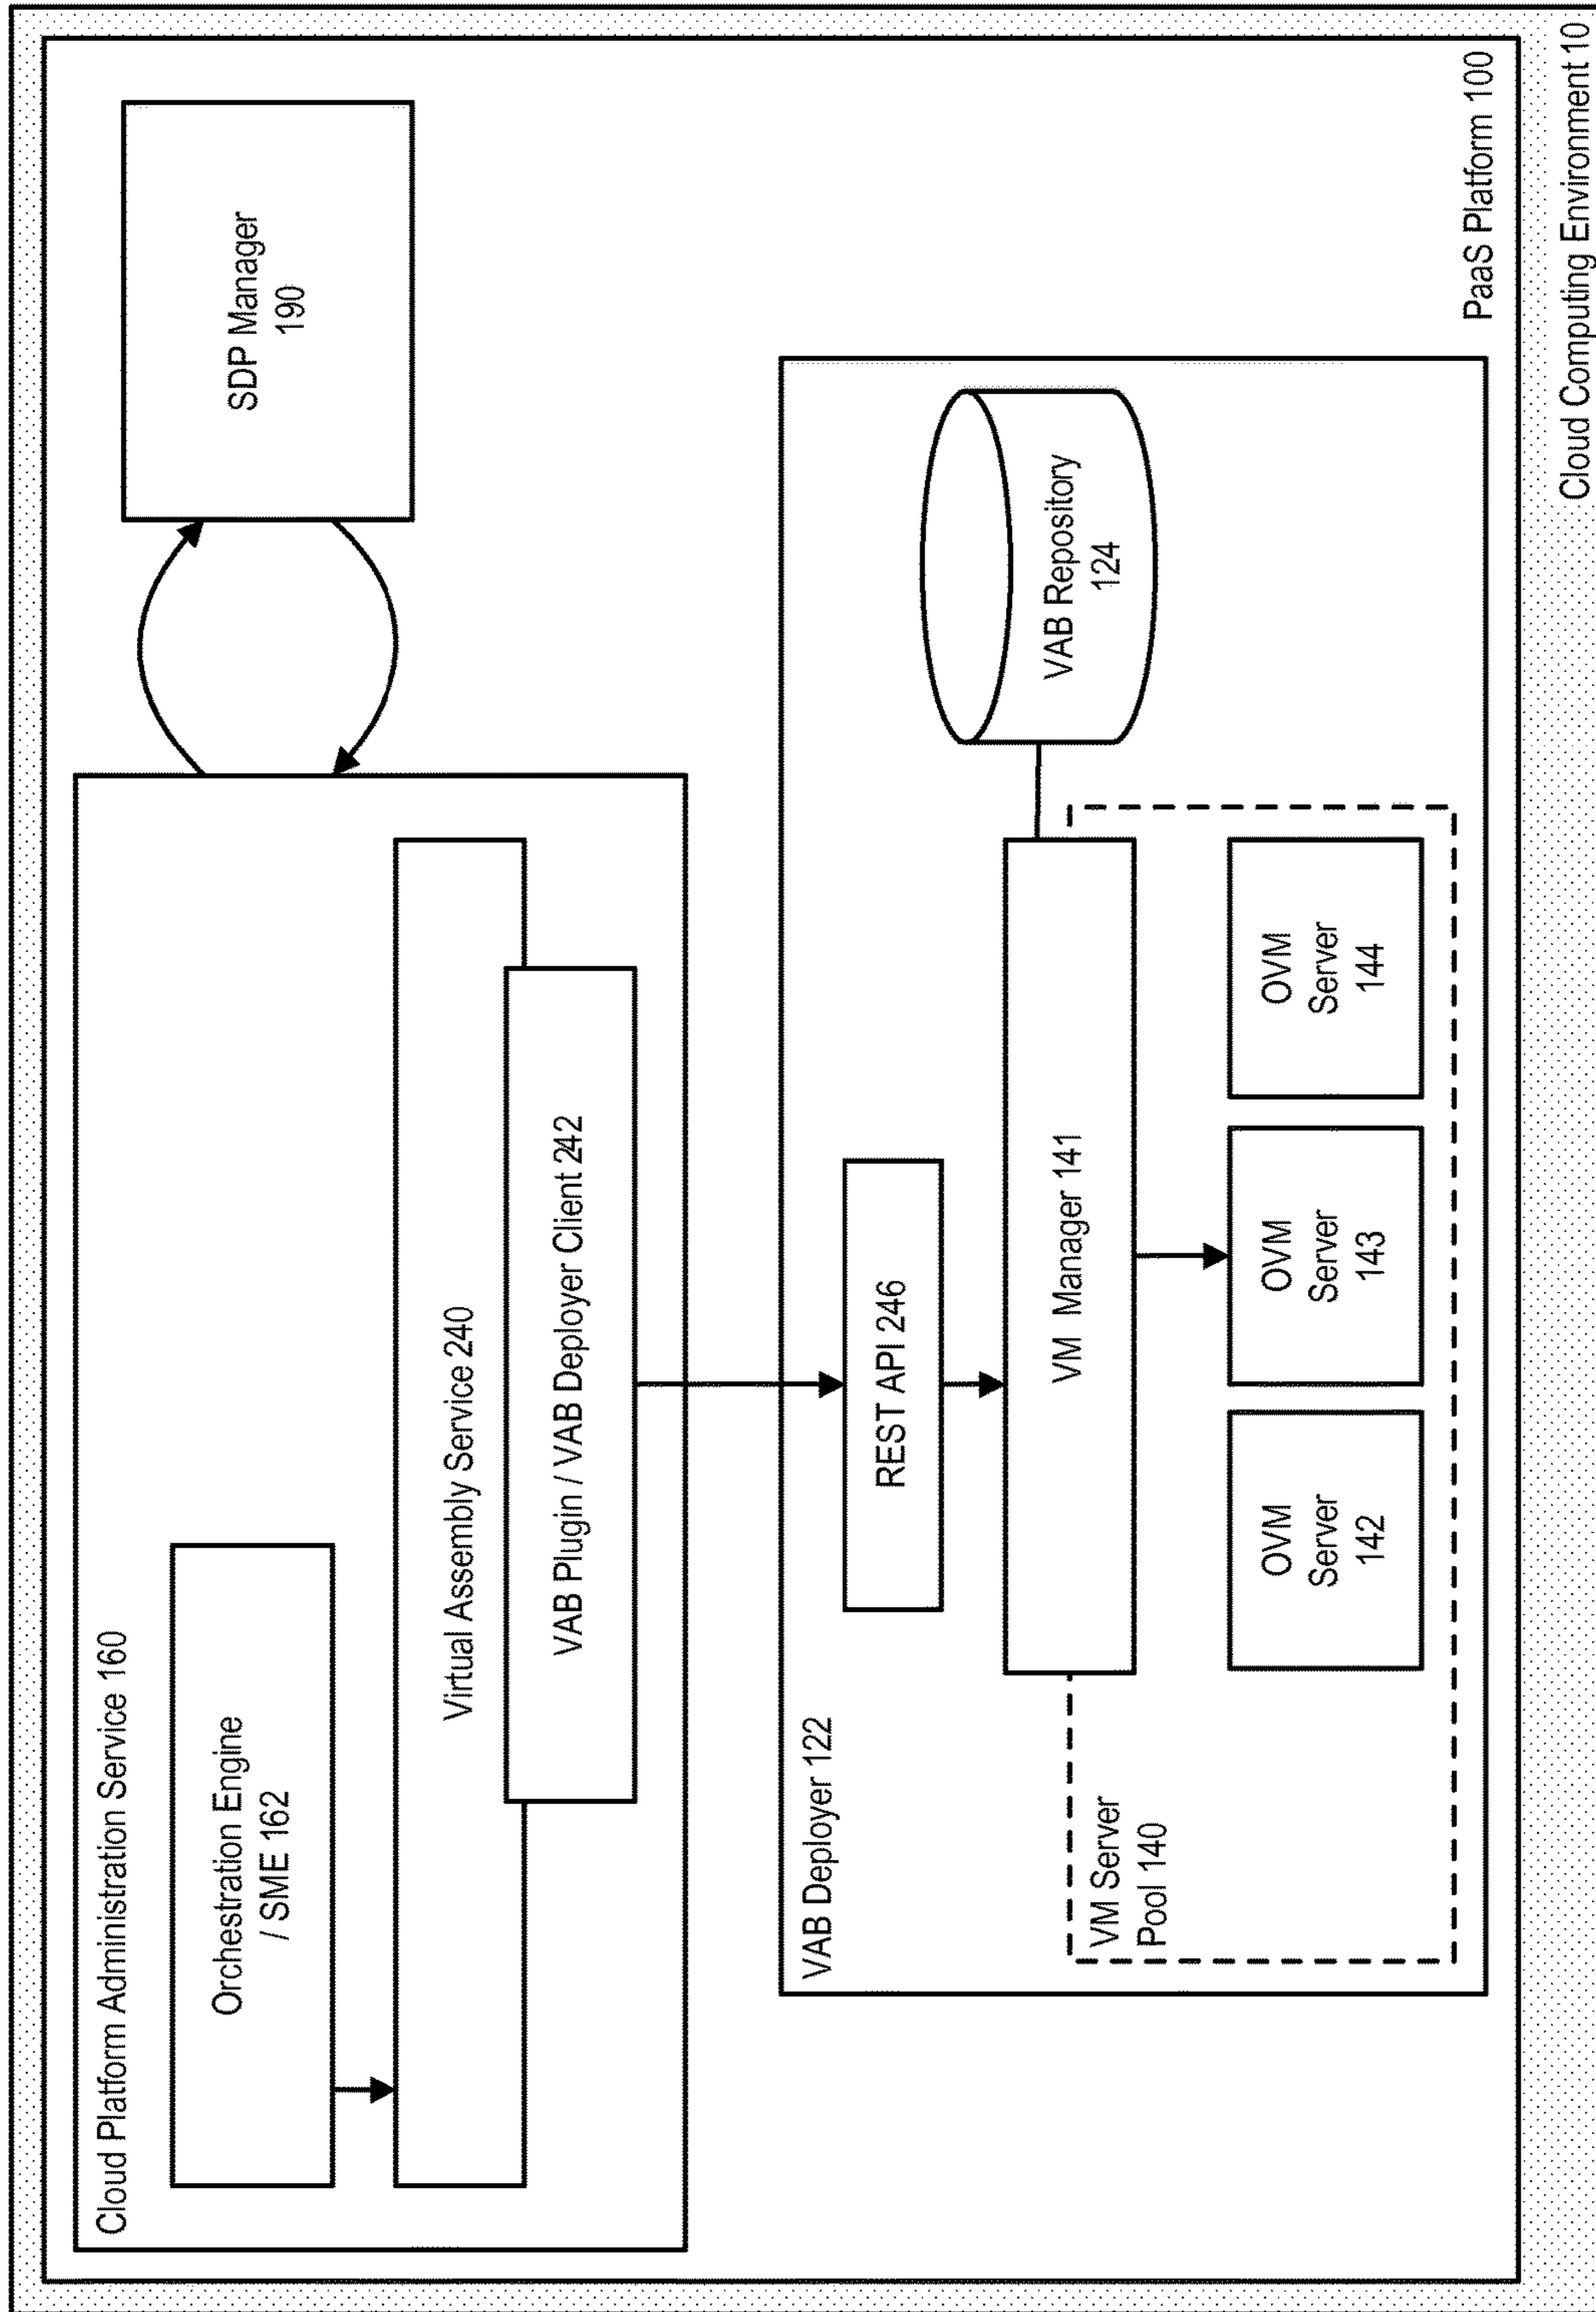 Cloud Platform Administration Service 160
Orchestration Engine
/ SME 162
Virtual Assembly Service 240
VAB Plugin / VAB Deployer Client 242
SDP Manager
190
VAB Deployer 122
REST API 246
VM Manager 141
VAB Repository
124
VM Server
Pool 140
OVM
Server
142
OVM
Server
143
OVM
Server
144
PaaS Platform 100
Cloud Computing Environment 10